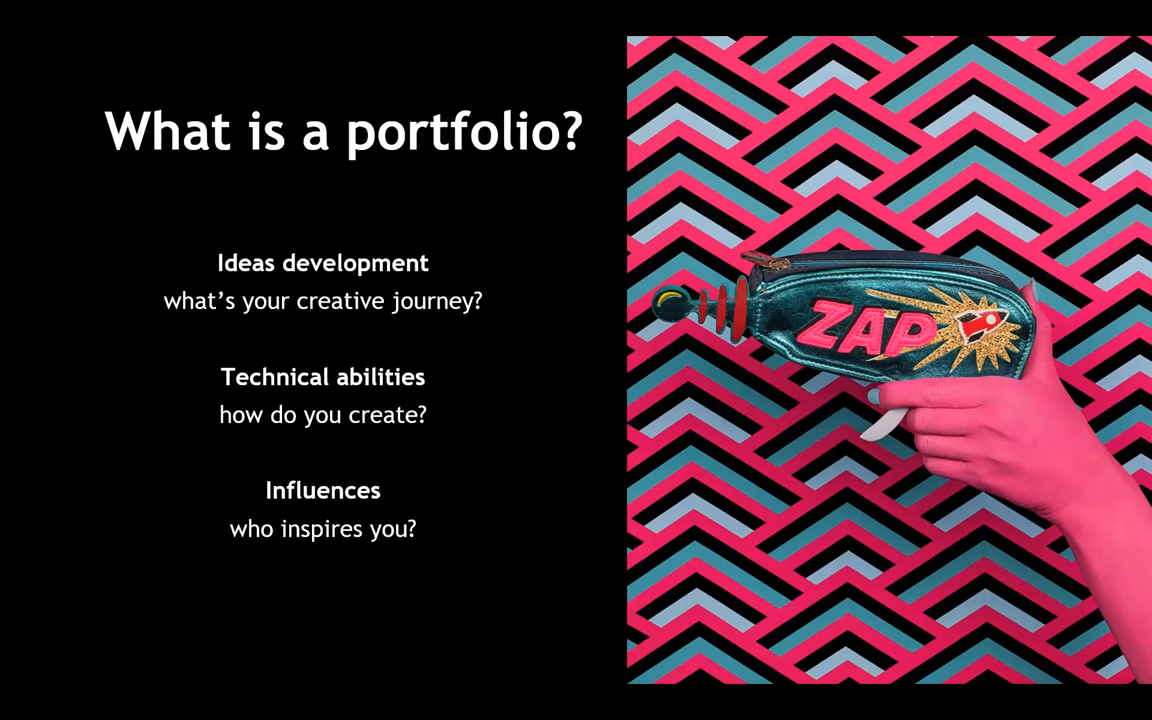 What is a portfolio?
Ideas development
what’s your creative journey?
Technical abilities
how do you create?
Influences
who inspires you?
ZAP